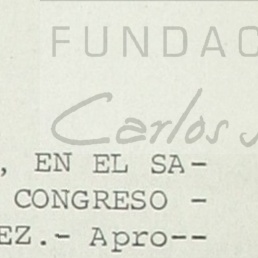 FUNDAC
Carlos
, EN EL SA-
CONGRESO -
EZ.- Apro--